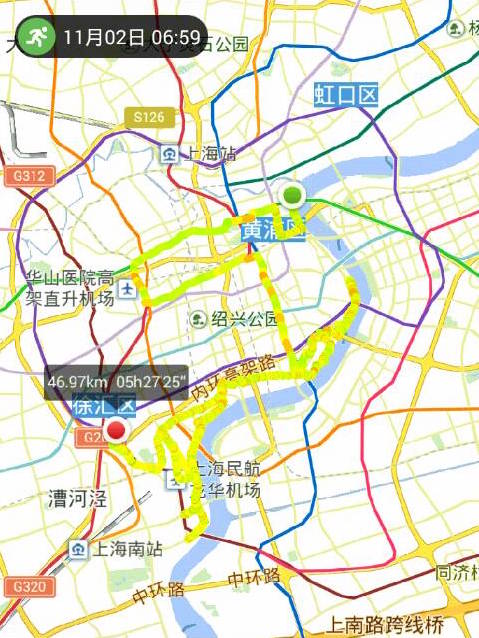 11月02日 06:59
虹口区
S126
上海站
G312
黄浦区
华山医院高
架直升机场
绍兴公园
内环高架路
46.97km 05h27'25"
徐汇区
上海民航
龙华机场
漕河泾
上海南站
中环路
中环路
G320
同济
上南路跨线桥